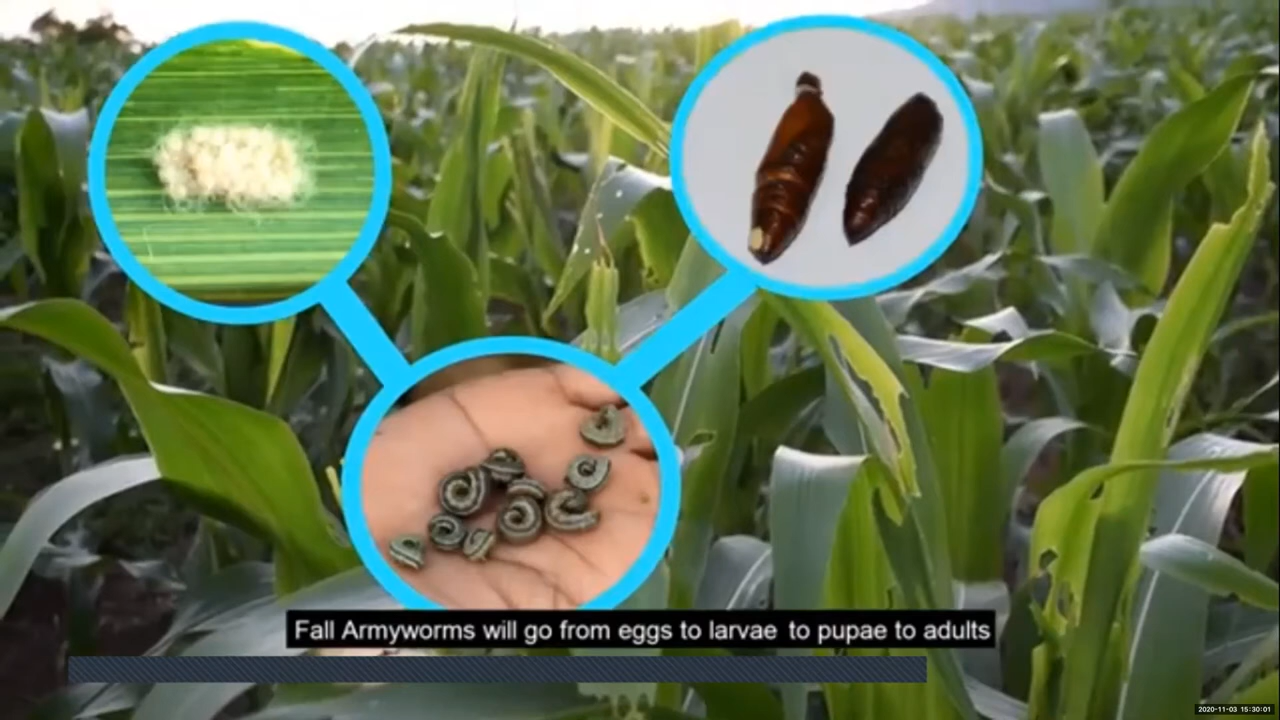 Fall Armyworms will go from eggs to larvae to pupae to adults
2020-11-03 15:30:01